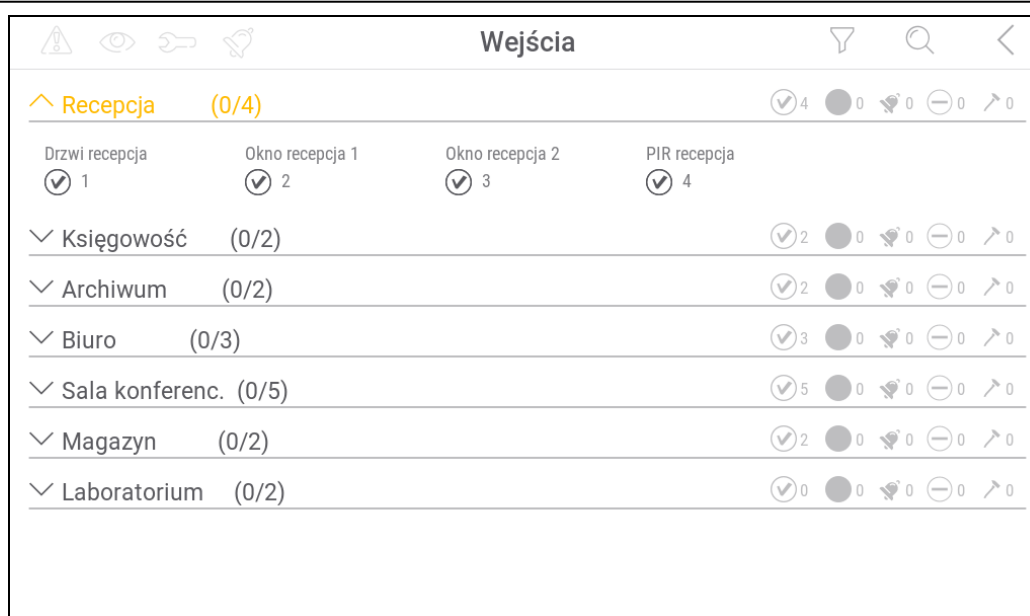 Wejścia
Recepcja (0/4) 4 0 0 0 0
Drzwi recepcja Okno recepcja 1 Okno recepcja 2 PIR recepcja
1 2 3 4
Księgowość (0/2) 2 0 0 0 0
Archiwum (0/2) 2 0 0 0 0
Biuro (0/3) 3 0 0 0 0
Sala konferenc. (0/5) 5 0 0 0 0
Magazyn (0/2) 2 0 0 0 0
Laboratorium (0/2) 0 0 0 0 0